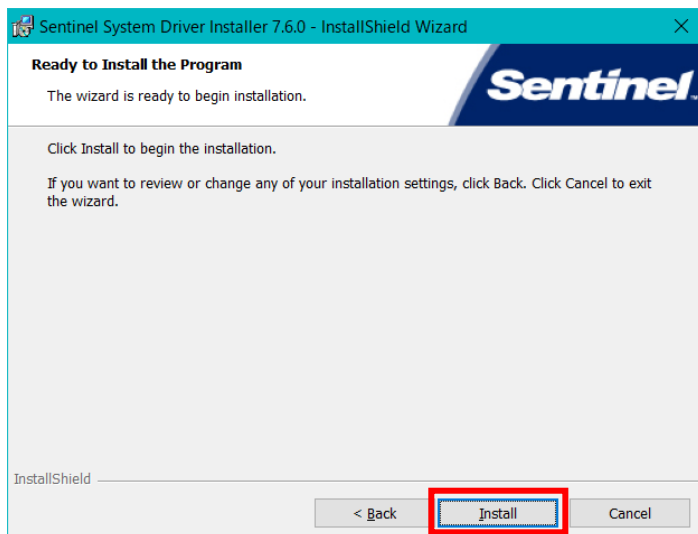 Sentinel System Driver Installer 7.6.0 - InstallShield Wizard
Ready to Install the Program
The wizard is ready to begin installation.
Sentinel
Click Install to begin the installation.
If you want to review or change any of your installation settings, click Back. Click Cancel to exit
the wizard.
InstallShield
< Back
Install
Cancel